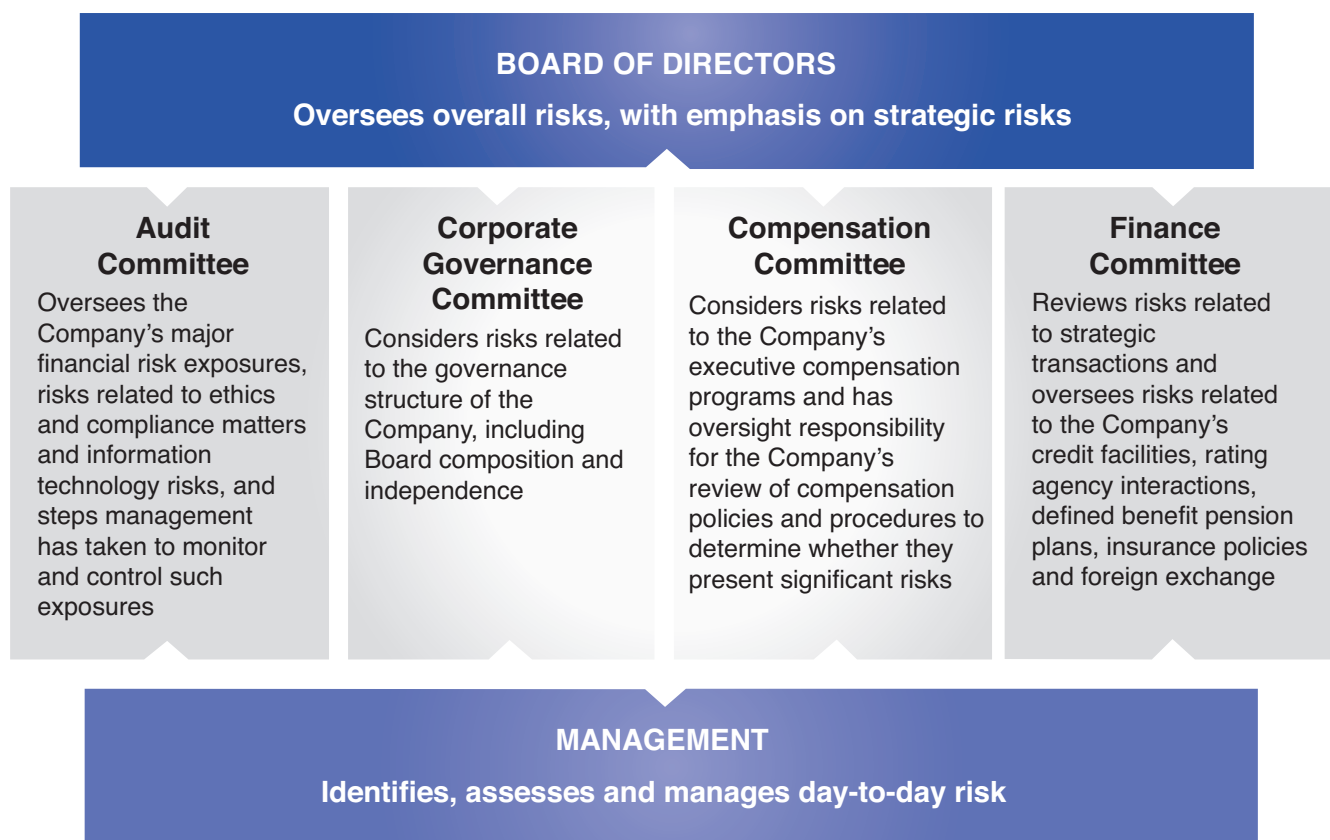 BOARD OF DIRECTORS
Oversees overall risks, with emphasis on strategic risks
Audit
Committee
Oversees the
Company’s major
financial risk exposures,
risks related to ethics
and compliance matters
and information
technology risks, and
steps management
has taken to monitor
and control such
exposures
Corporate
Governance
Committee
Considers risks related
to the governance
structure of the
Company, including
Board composition and
independence
Compensation
Committee
Considers risks related
to the Company’s
executive compensation
programs and has
oversight responsibility
for the Company’s
review of compensation
policies and procedures to
determine whether they
present significant risks
Finance
Committee
Reviews risks related
to strategic
transactions and
oversees risks related
to the Company’s
credit facilities, rating
agency interactions,
defined benefit pension
plans, insurance policies
and foreign exchange
MANAGEMENT
Identifies, assesses and manages day-to-day risk